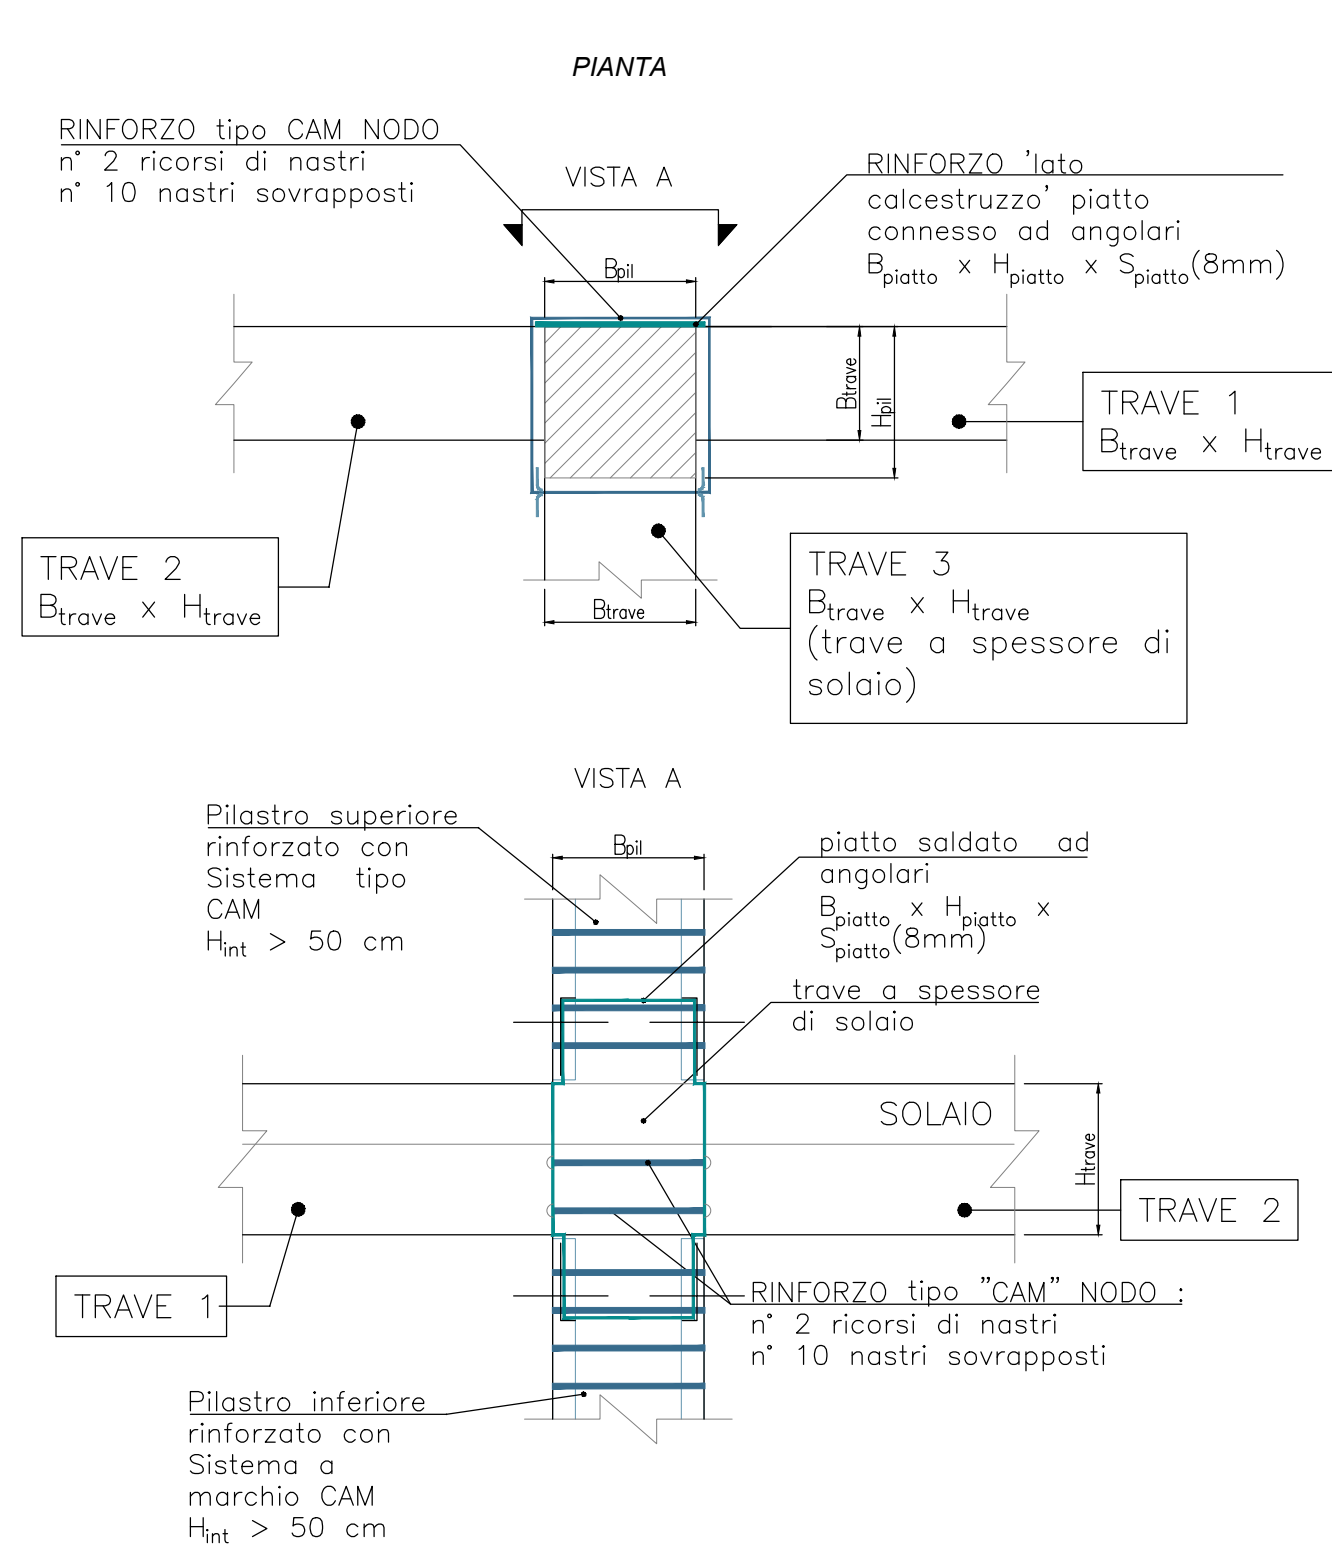 PIANTA
RINFORZO tipo CAM NODO
n° 2 ricorsi di nastri
n° 10 nastri sovrapposti
VISTA A
RINFORZO 'lato
calcestruzzo' piatto
connesso ad angolari
Bpiatto x Hpiatto x Spiatto(8mm)
Bpil
Btrave
Hpil
TRAVE 1
Btrave x Htrave
TRAVE 2
Btrave x Htrave
TRAVE 3
Btrave x Htrave
(trave a spessore di
solaio)
Btrave
VISTA A
Pilastro superiore
rinforzato con
Sistema tipo
CAM
Hint > 50 cm
Bpil
piatto saldato ad
angolari
Bpiatto x Hpiatto x
Spiatto(8mm)
trave a spessore
di solaio
SOLAIO
Htrave
TRAVE 2
TRAVE 1
RINFORZO tipo "CAM" NODO :
n° 2 ricorsi di nastri
n° 10 nastri sovrapposti
Pilastro inferiore
rinforzato con
Sistema a
marchio CAM
Hint > 50 cm